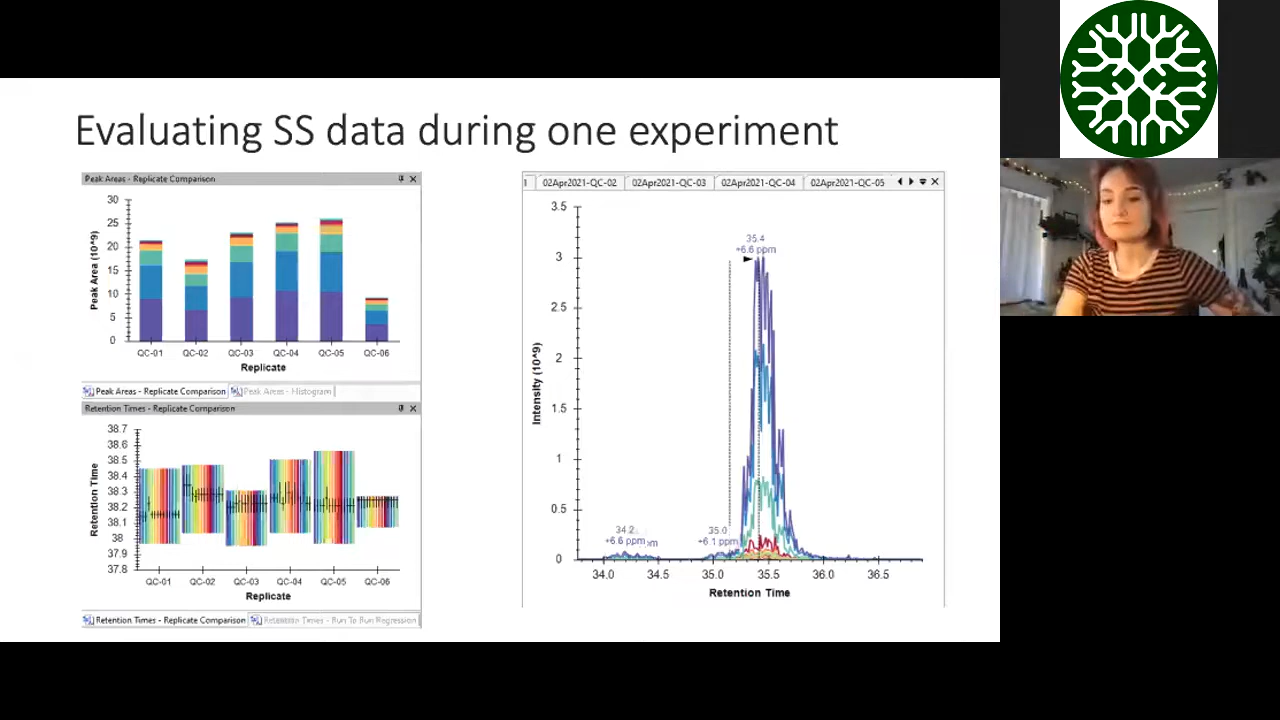 Evaluating SS data during one experiment
Peak Areas - Replicate Comparison
30
25
20
15
10
5
0
Peak Area (10^9)
QC-01 QC-02 QC-03 QC-04 QC-05 QC-06
Replicate
Peak Areas - Replicate Comparison Peak Areas - Histogram
Retention Times - Replicate Comparison
38.7
38.6
38.5
38.4
38.3
38.2
38.1
38
37.9
37.8
Retention Time
QC-01 QC-02 QC-03 QC-04 QC-05 QC-06
Replicate
Retention Times - Replicate Comparison Retention Times - Run To Run Regression
1 02Apr2021-QC-02 02Apr2021-QC-03 02Apr2021-QC-04 02Apr2021-QC-05
3.5
3
2.5
2
1.5
1
0.5
0
Intensity (10^9)
35.4
+6.6 ppm
34.2
+6.6 ppm
35.0
+6.1 ppm
34.0 34.5 35.0 35.5 36.0 36.5
Retention Time